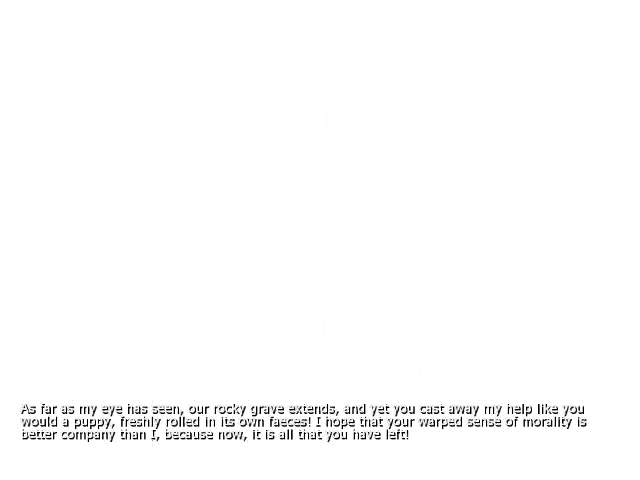 As far as my eye has seen, our rocky grave extends, and yet you cast away my help like you
would a puppy, freshly rolled in its own faeces! I hope that your warped sense of morality is
better company than I, because now, it is all that you have left!